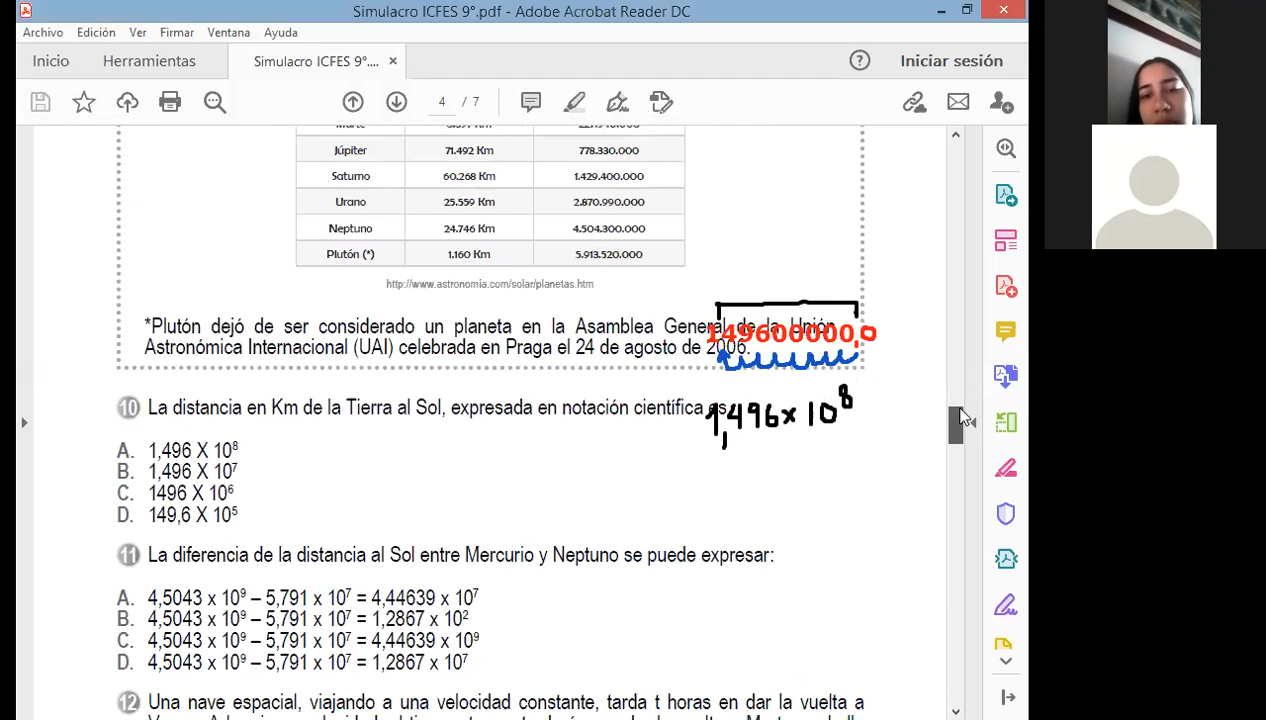 Simulacro ICFES 9°.pdf - Adobe Acrobat Reader DC
Archivo Edición Ver Firmar Ventana Ayuda
Inicio Herramientas Simulacro ICFES 9°.... × Iniciar sesión
4 / 7
Júpiter 71.492 Km 778.330.000
Saturno 60.268 Km 1.429.400.000
Urano 25.559 Km 2.870.990.000
Neptuno 24.746 Km 4.504.300.000
Plutón (*) 1.160 Km 5.913.520.000
http://www.astronomia.com/solar/planetas.htm
*Plutón dejó de ser considerado un planeta en la Asamblea General de la Unión
149600000,0
Astronómica Internacional (UAI) celebrada en Praga el 24 de agosto de 2006.
10 La distancia en Km de la Tierra al Sol, expresada en notación científica es
1,496x10⁸
A. 1,496 X 10⁸
B. 1,496 X 10⁷
C. 1496 X 10⁶
D. 149,6 X 10⁵
11 La diferencia de la distancia al Sol entre Mercurio y Neptuno se puede expresar:
A. 4,5043 x 10⁹ – 5,791 x 10⁷ = 4,44639 x 10⁷
B. 4,5043 x 10⁹ – 5,791 x 10⁷ = 1,2867 x 10²
C. 4,5043 x 10⁹ – 5,791 x 10⁷ = 4,44639 x 10⁹
D. 4,5043 x 10⁹ – 5,791 x 10⁷ = 1,2867 x 10⁷
12 Una nave espacial, viajando a una velocidad constante, tarda t horas en dar la vuelta a